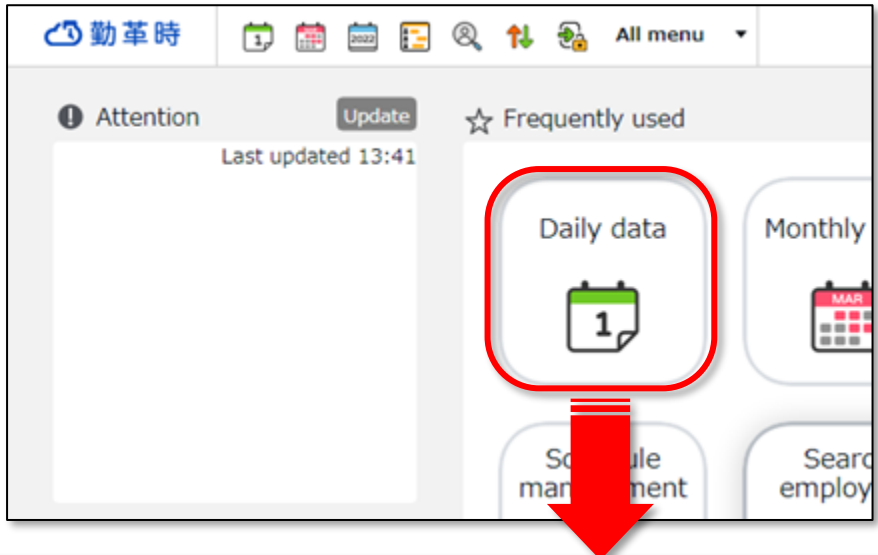 勤革時
1
2022
All menu
Attention
Update
Frequently used
Last updated 13:41
Daily data
Monthly
1
MAR